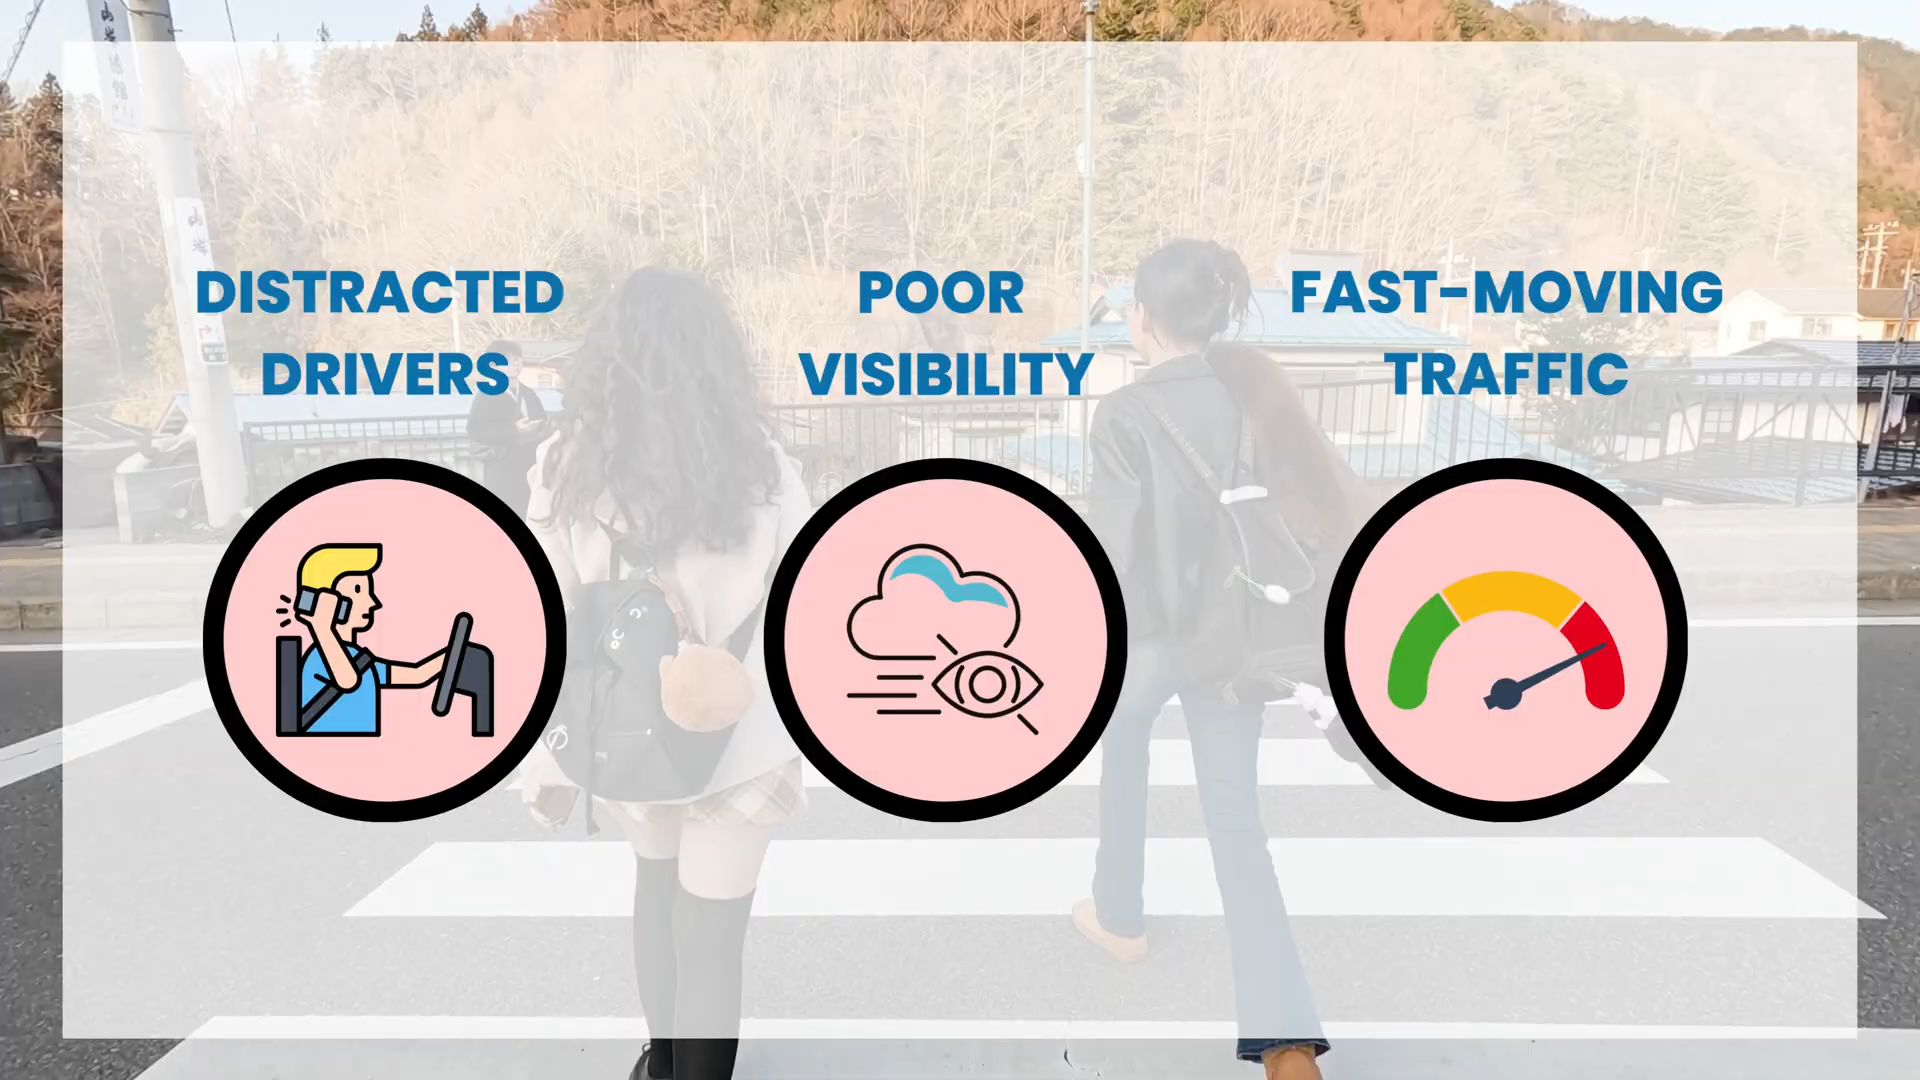 DISTRACTED
DRIVERS
POOR
VISIBILITY
FAST-MOVING
TRAFFIC